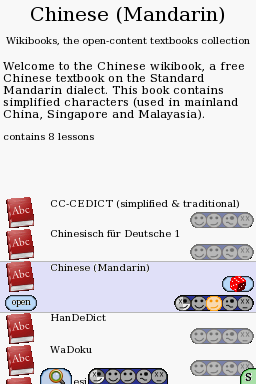 Chinese (Mandarin)
Wikibooks, the open-content textbooks collection
Welcome to the Chinese wikibook, a free
Chinese textbook on the Standard
Mandarin dialect. This book contains
simplified characters (used in mainland
China, Singapore and Malayasia).
contains 8 lessons
Abc
CC-CEDICT (simplified & traditional)
Abc
Chinesisch für Deutsche 1
Abc
Chinese (Mandarin)
open
Abc
HanDeDict
Abc
WaDoku
Abc
S